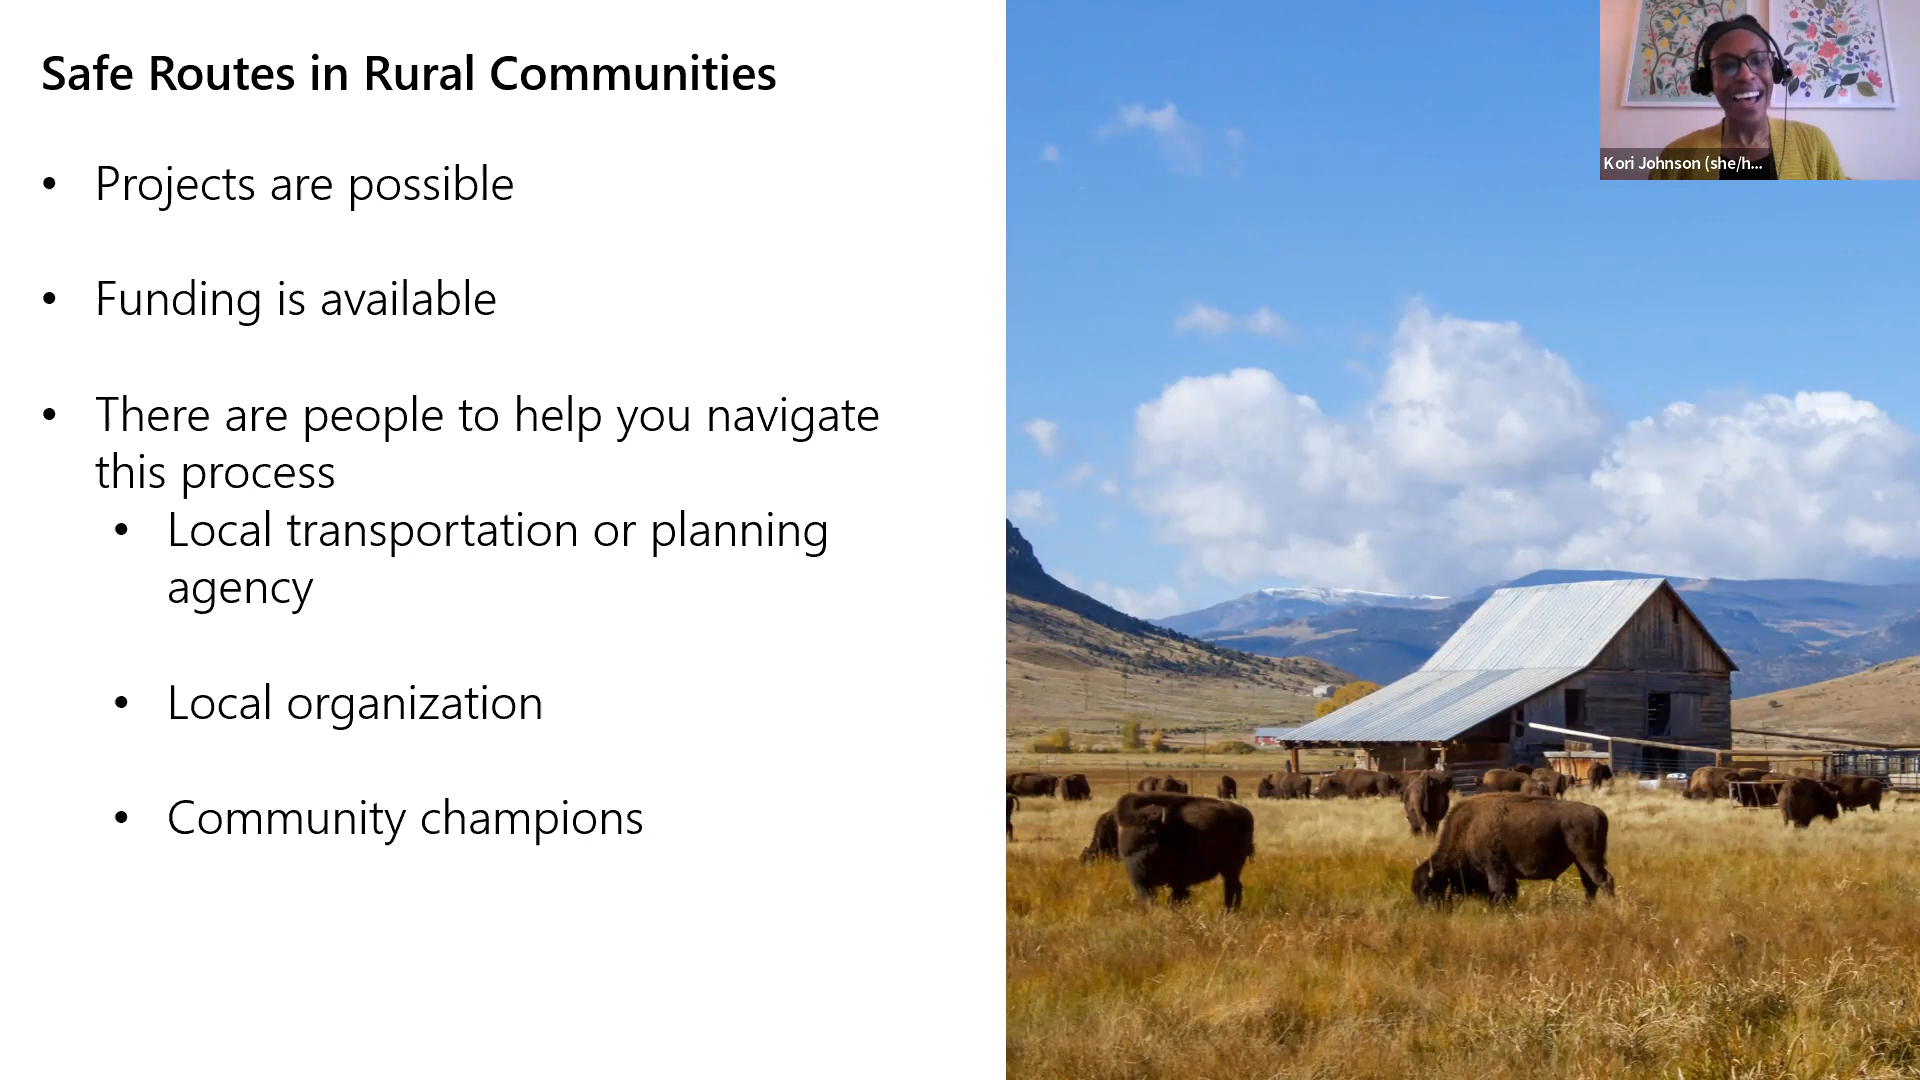 Safe Routes in Rural Communities
• Projects are possible
• Funding is available
• There are people to help you navigate
this process
• Local transportation or planning
agency
• Local organization
• Community champions
Kori Johnson (she/h...